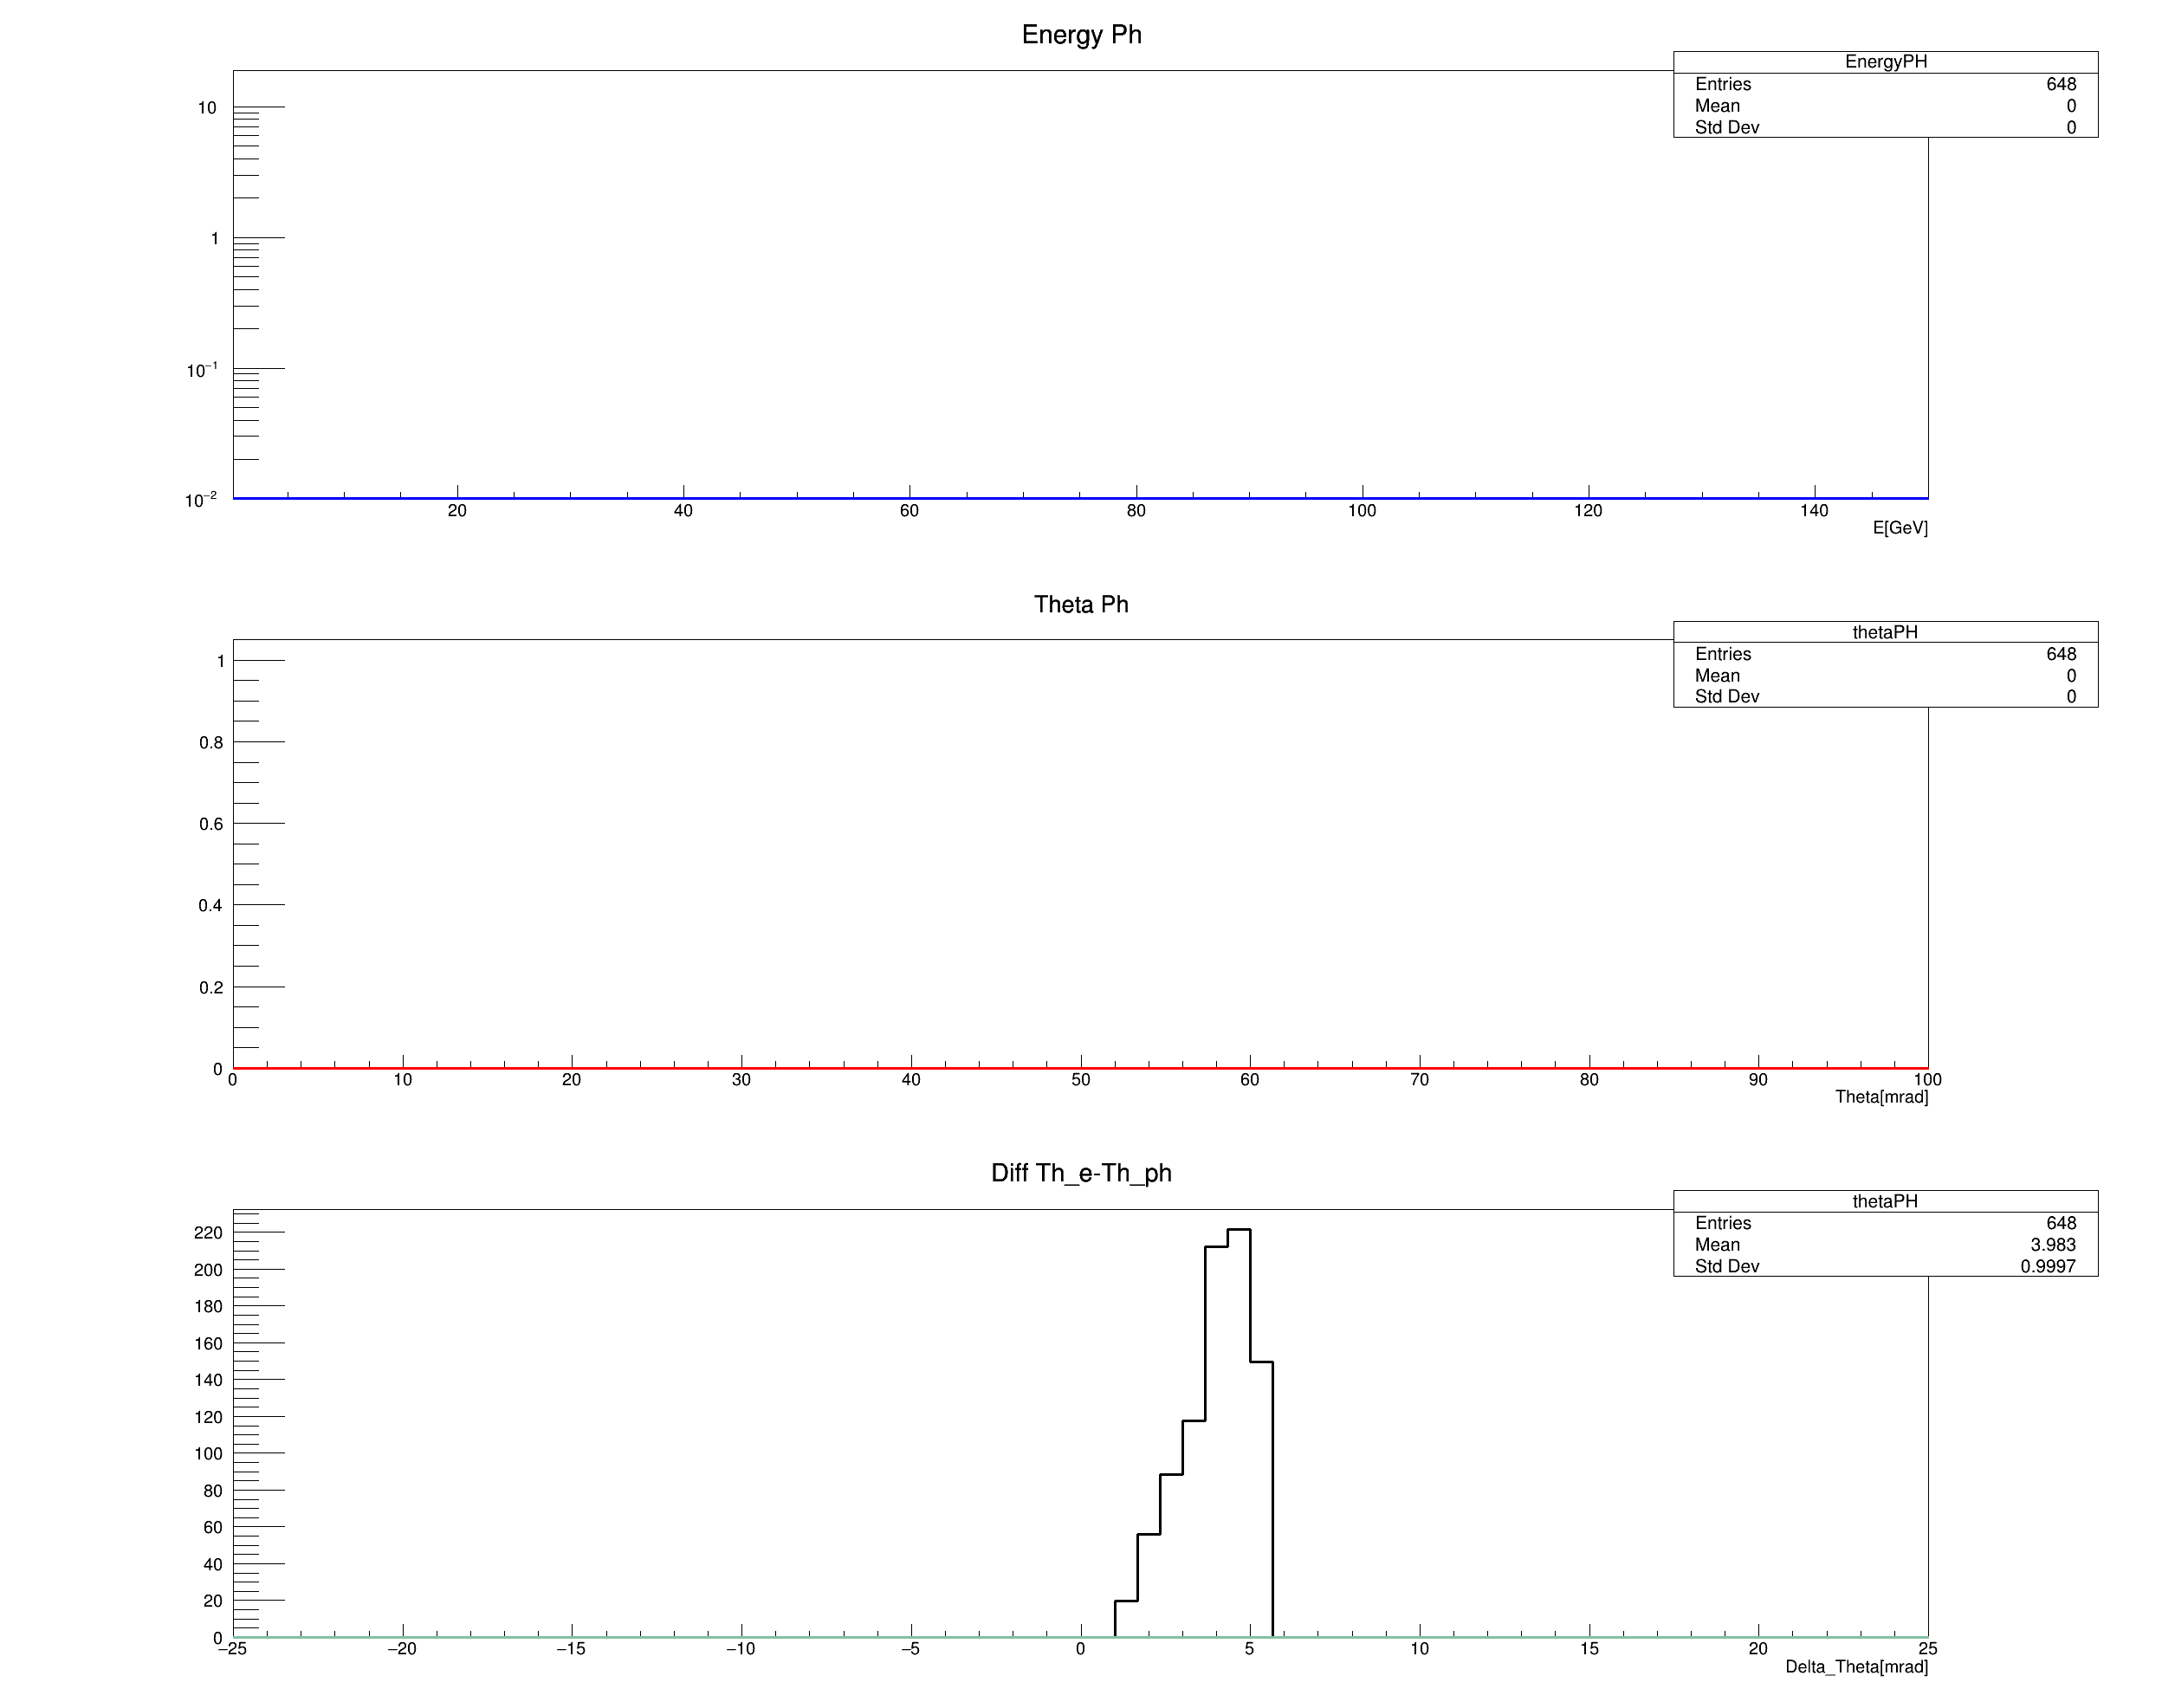 Energy Ph
EnergyPH
Entries 648
Mean 0
Std Dev 0
10
1
10⁻¹
10⁻²
20 40 60 80 100 120 140
E[GeV]
Theta Ph
thetaPH
Entries 648
Mean 0
Std Dev 0
1
0.8
0.6
0.4
0.2
0
0 10 20 30 40 50 60 70 80 90 100
Theta[mrad]
Diff Th_e-Th_ph
thetaPH
Entries 648
Mean 3.983
Std Dev 0.9997
220
200
180
160
140
120
100
80
60
40
20
0
−25 −20 −15 −10 −5 0 5 10 15 20 25
Delta_Theta[mrad]